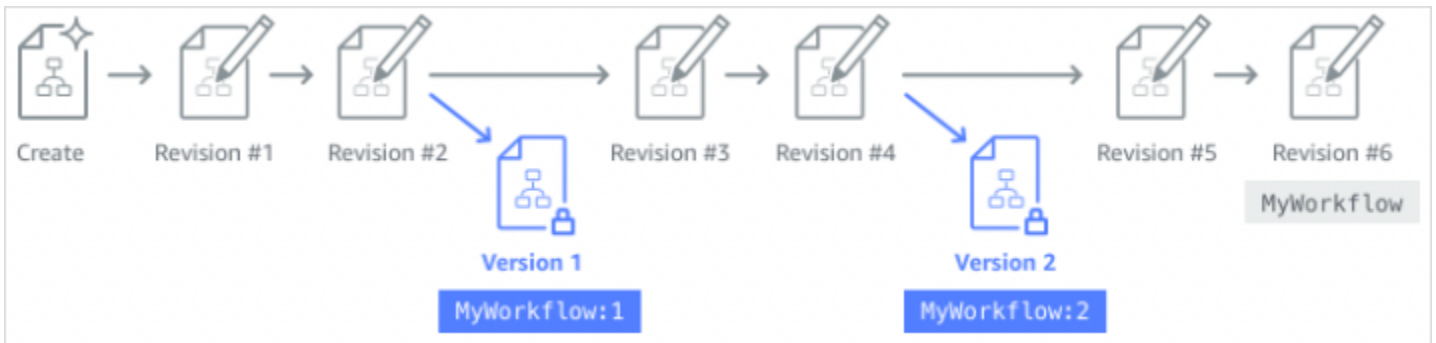 Create
Revision #1
Revision #2
Revision #3
Revision #4
Revision #5
Revision #6
MyWorkflow
Version 1
Version 2
MyWorkflow:1
MyWorkflow:2